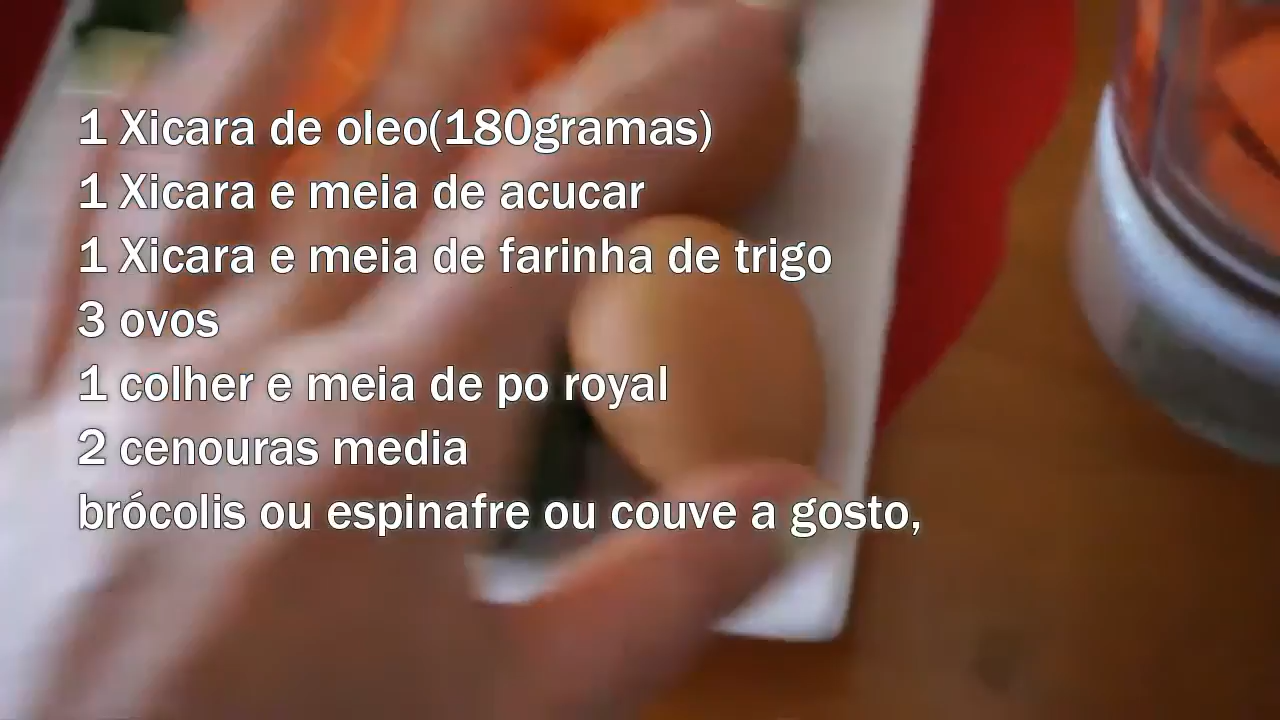 1 Xicara de oleo(180gramas)
1 Xicara e meia de acucar
1 Xicara e meia de farinha de trigo
3 ovos
1 colher e meia de po royal
2 cenouras media
brócolis ou espinafre ou couve a gosto,